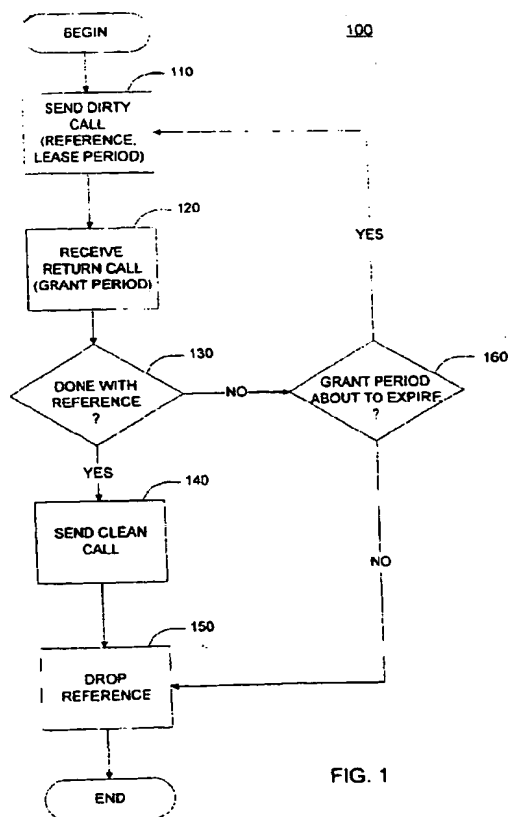 BEGIN
100
110
SEND DIRTY
CALL
(REFERENCE,
LEASE PERIOD)
120
RECEIVE
RETURN CALL
(GRANT PERIOD)
YES
130
DONE WITH
REFERENCE
?
NO
160
GRANT PERIOD
ABOUT TO EXPIRE
?
YES
140
SEND CLEAN
CALL
NO
150
DROP
REFERENCE
END
FIG. 1